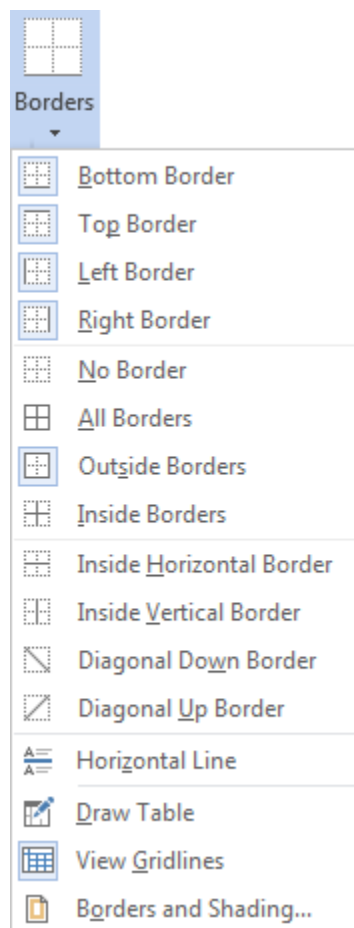 Borders
Bottom Border
Top Border
Left Border
Right Border
No Border
All Borders
Outside Borders
Inside Borders
Inside Horizontal Border
Inside Vertical Border
Diagonal Down Border
Diagonal Up Border
Horizontal Line
Draw Table
View Gridlines
Borders and Shading...